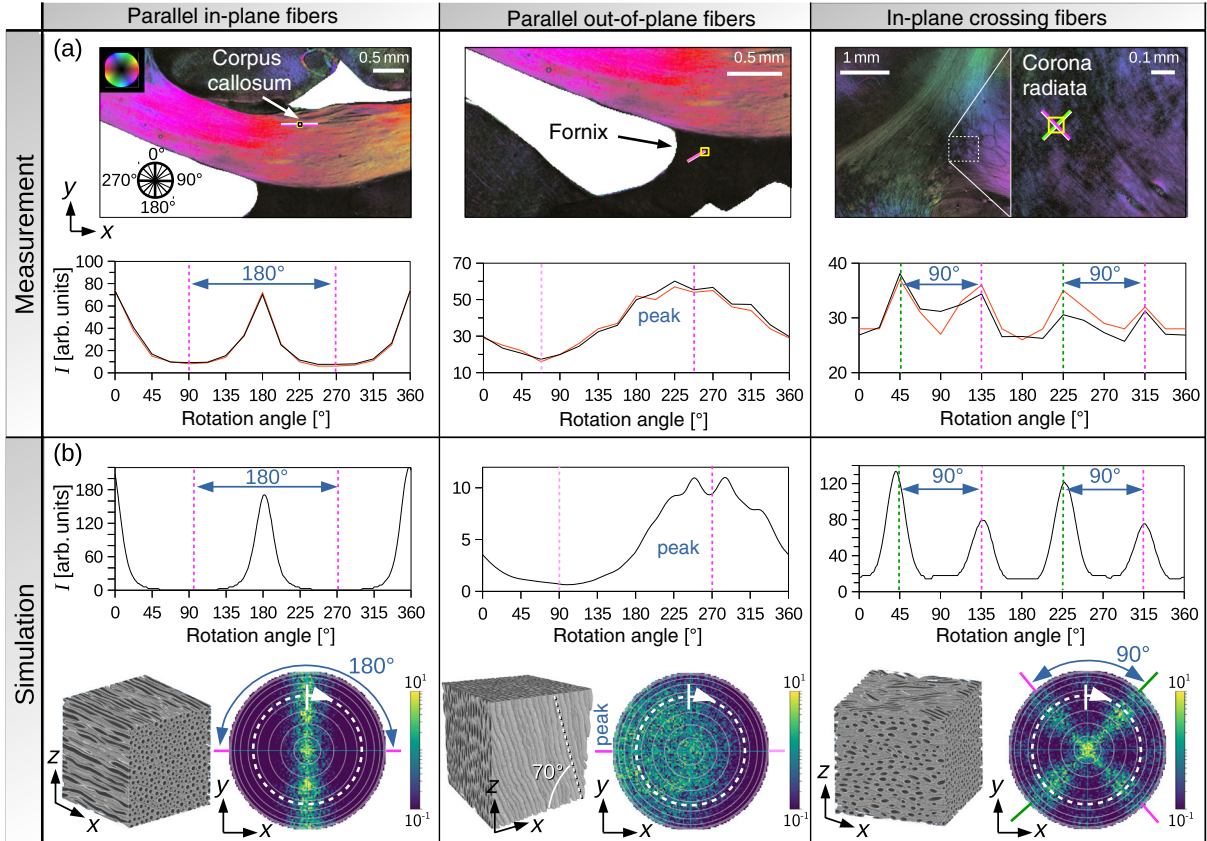 Parallel in-plane fibers
Parallel out-of-plane fibers
In-plane crossing fibers
Measurement
(a)
Corpus
callosum
0.5 mm
0°
270°
90°
180°
y
x
0.5 mm
Fornix
1 mm
0.1 mm
Corona
radiata
I [arb. units]
100
80
60
40
20
0
180°
0 45 90 135 180 225 270 315 360
Rotation angle [°]
70
50
30
10
peak
0 45 90 135 180 225 270 315 360
Rotation angle [°]
40
30
20
90°
90°
0 45 90 135 180 225 270 315 360
Rotation angle [°]
Simulation
(b)
I [arb. units]
180
120
60
0
180°
0 45 90 135 180 225 270 315 360
Rotation angle [°]
10
5
0
peak
0 45 90 135 180 225 270 315 360
Rotation angle [°]
120
80
40
0
90°
90°
0 45 90 135 180 225 270 315 360
Rotation angle [°]
z
x
180°
10¹
10⁻¹
y
x
70°
z
x
peak
10¹
10⁻¹
y
x
z
x
90°
10¹
10⁻¹
y
x